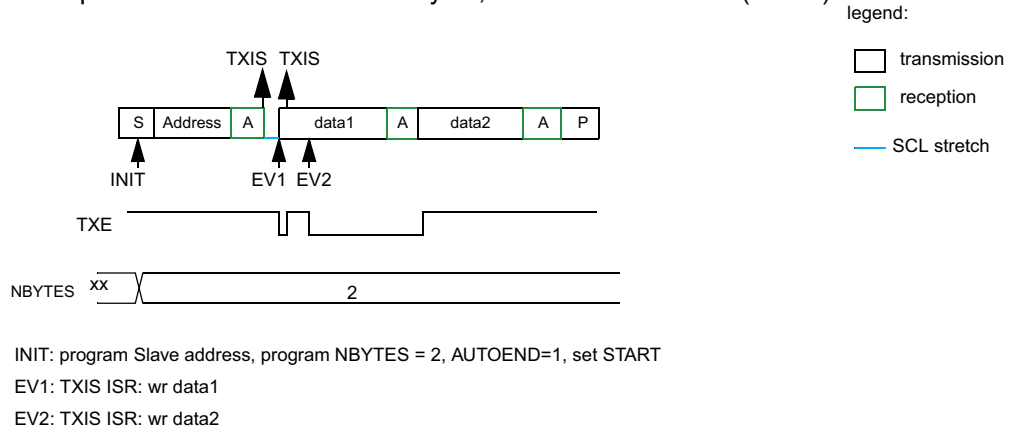 legend:
TXIS TXIS
transmission
reception
S Address A data1 A data2 A P
SCL stretch
INIT EV1 EV2
TXE
NBYTES xx 2
INIT: program Slave address, program NBYTES = 2, AUTOEND=1, set START
EV1: TXIS ISR: wr data1
EV2: TXIS ISR: wr data2